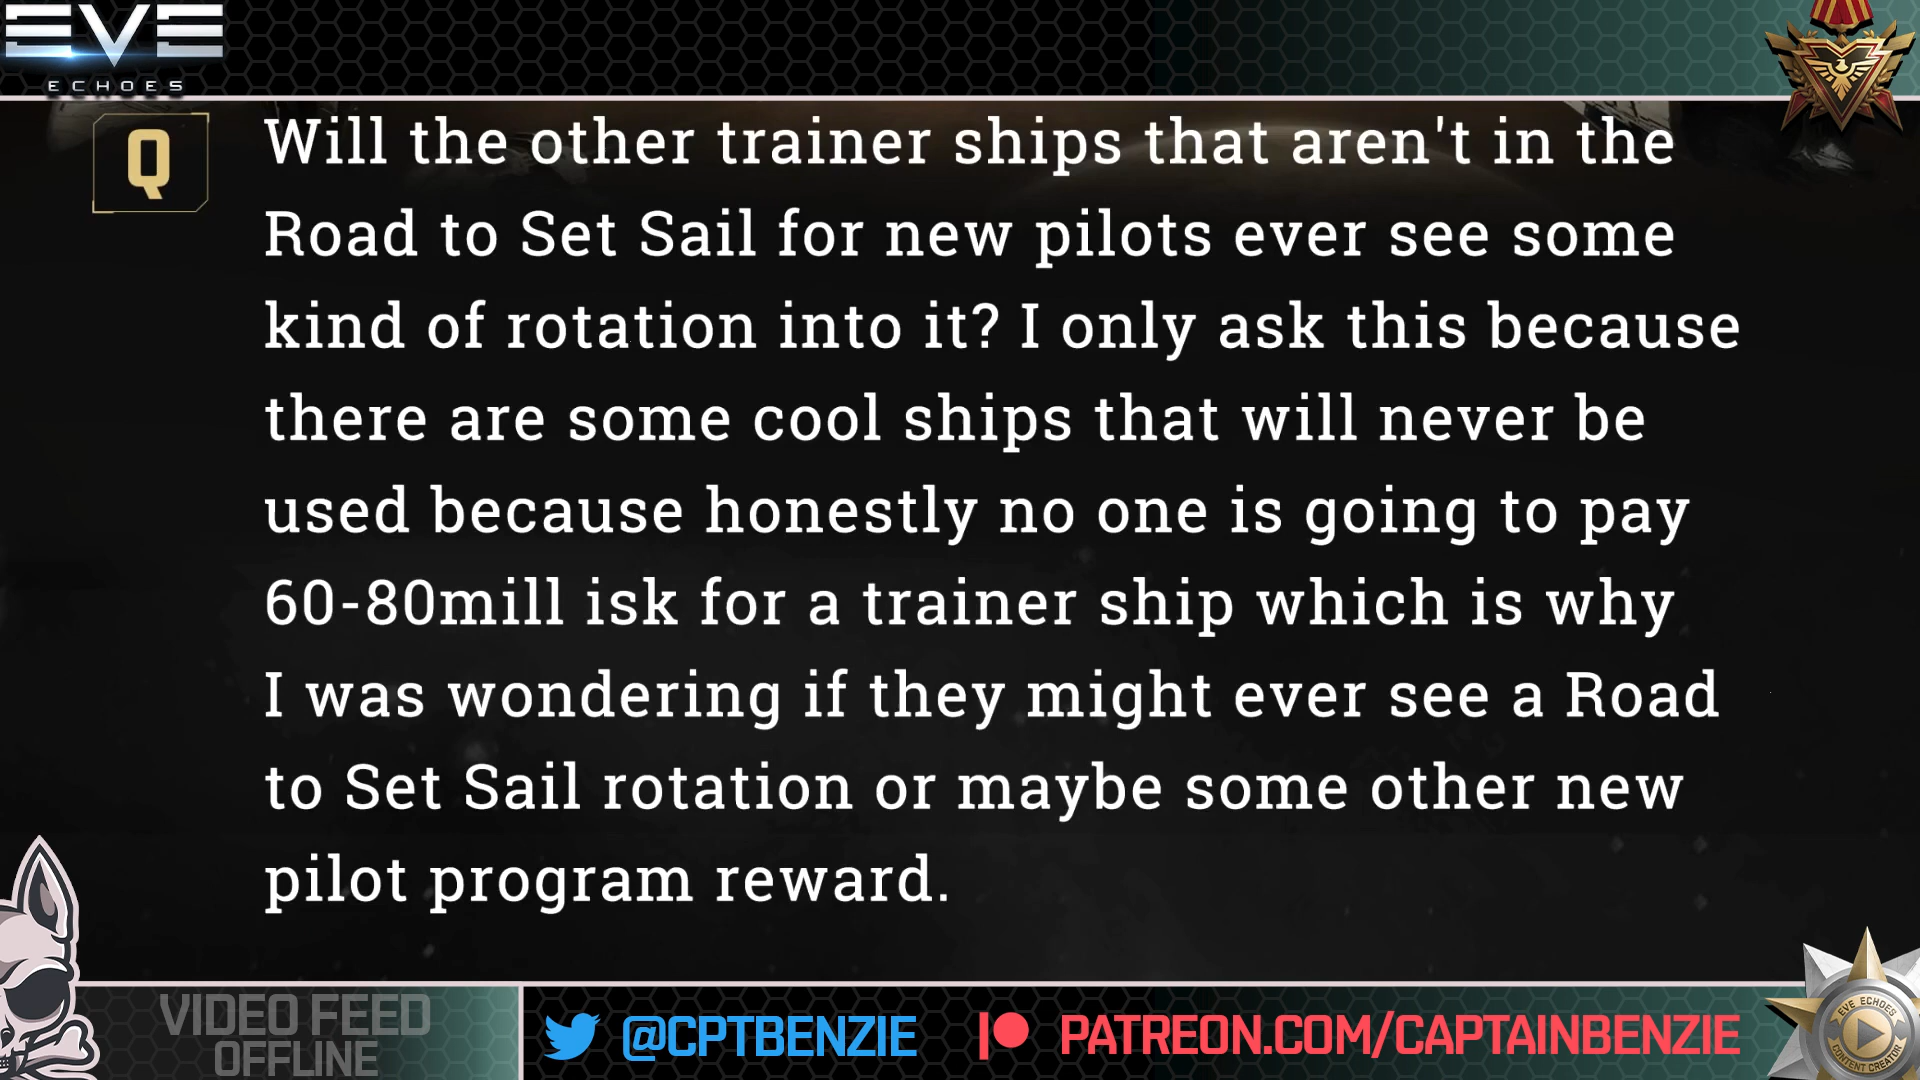 EVE
ECHOES
Q
Will the other trainer ships that aren't in the
Road to Set Sail for new pilots ever see some
kind of rotation into it? I only ask this because
there are some cool ships that will never be
used because honestly no one is going to pay
60-80mill isk for a trainer ship which is why
I was wondering if they might ever see a Road
to Set Sail rotation or maybe some other new
pilot program reward.
VIDEO FEED
OFFLINE
@CPTBENZIE
PATREON.COM/CAPTAINBENZIE
EVE ECHOES
CONTENT CREATOR